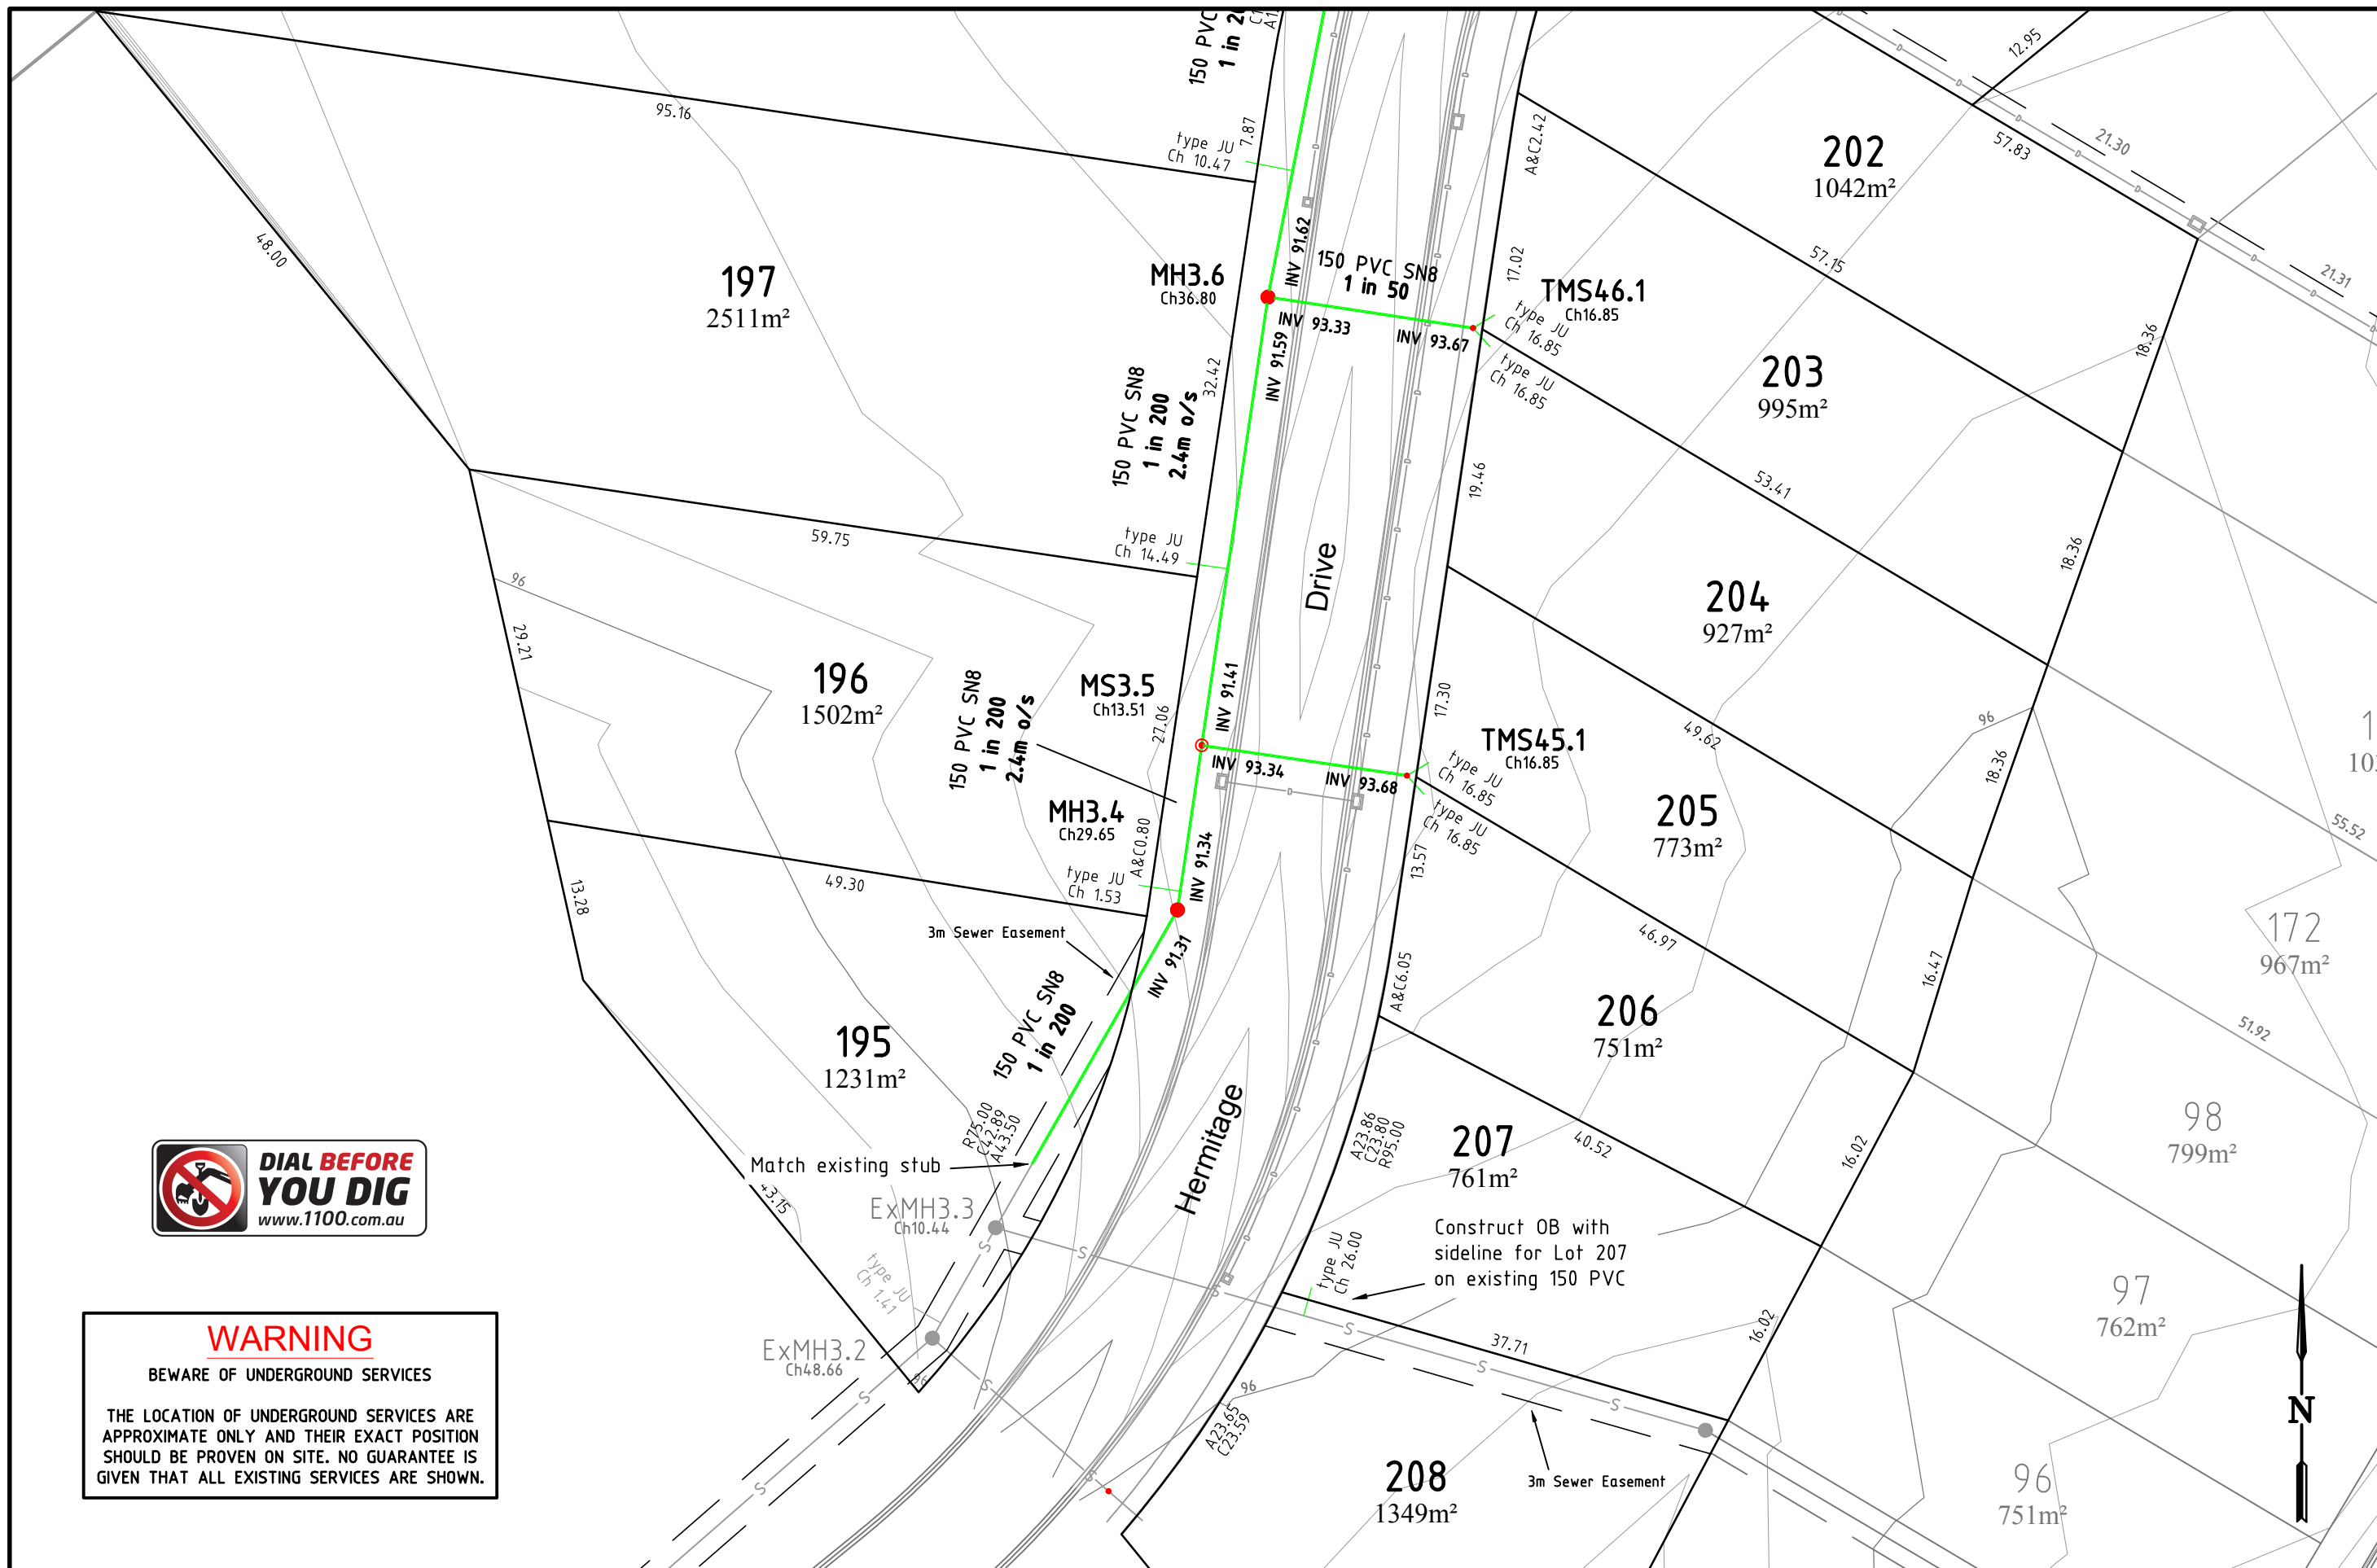 150 PVC
1 in 20
12.95
95.16
7.87
type JU
Ch 10.47
A&C2.42
202
1042m²
57.83
21.30
48.00
197
2511m²
MH3.6
Ch36.80
INV 91.62
150 PVC SN8
1 in 50
17.02
TMS46.1
Ch16.85
57.15
21.31
INV 93.33
INV 93.67
type JU
Ch 16.85
type JU
Ch 16.85
INV 91.59
32.42
150 PVC SN8
1 in 200
2.4m o/s
203
995m²
18.36
19.46
53.41
59.75
type JU
Ch 14.49
Drive
18.36
96
29.21
204
927m²
196
1502m²
150 PVC SN8
1 in 200
2.4m o/s
MS3.5
Ch13.51
27.06
INV 91.41
17.30
49.62
96
18.36
INV 93.34
INV 93.68
TMS45.1
Ch16.85
type JU
Ch 16.85
type JU
Ch 16.85
MH3.4
Ch29.65
A&C0.80
INV 91.34
13.57
205
773m²
55.52
49.30
13.28
type JU
Ch 1.53
3m Sewer Easement
INV 91.31
46.97
A&C6.05
16.47
172
967m²
150 PVC SN8
1 in 200
195
1231m²
206
751m²
51.92
R75.00
C42.89
A43.50
Hermitage
A23.86
C23.80
R95.00
207
761m²
40.52
16.02
98
799m²
DIAL BEFORE
YOU DIG
www.1100.com.au
Match existing stub
43.15
ExMH3.3
Ch10.44
type JU
Ch 1.41
type JU
Ch 26.00
Construct OB with
sideline for Lot 207
on existing 150 PVC
37.71
16.02
97
762m²
ExMH3.2
Ch48.66
96
96
A23.65
C23.59
N
WARNING
BEWARE OF UNDERGROUND SERVICES
THE LOCATION OF UNDERGROUND SERVICES ARE
APPROXIMATE ONLY AND THEIR EXACT POSITION
SHOULD BE PROVEN ON SITE. NO GUARANTEE IS
GIVEN THAT ALL EXISTING SERVICES ARE SHOWN.
208
1349m²
3m Sewer Easement
96
751m²